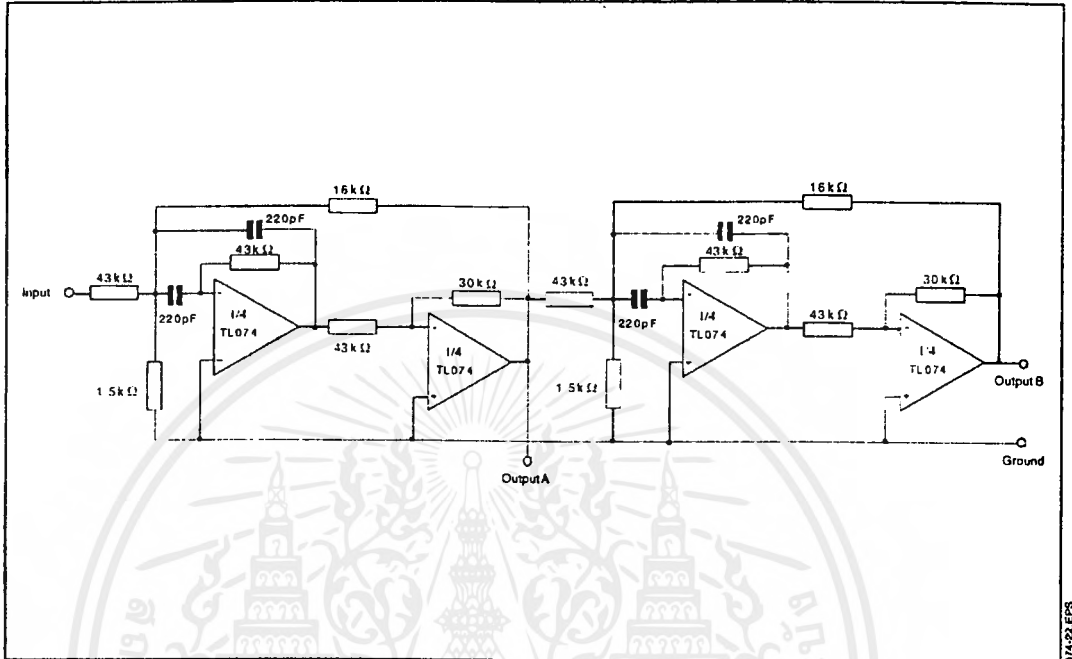 16kΩ
16kΩ
220pF
220pF
43kΩ
43kΩ
43kΩ
30kΩ
43kΩ
30kΩ
Input
220pF
1/4
TL074
43kΩ
1/4
TL074
220pF
1/4
TL074
43kΩ
1/4
TL074
1.5kΩ
1.5kΩ
Output B
Output A
Ground